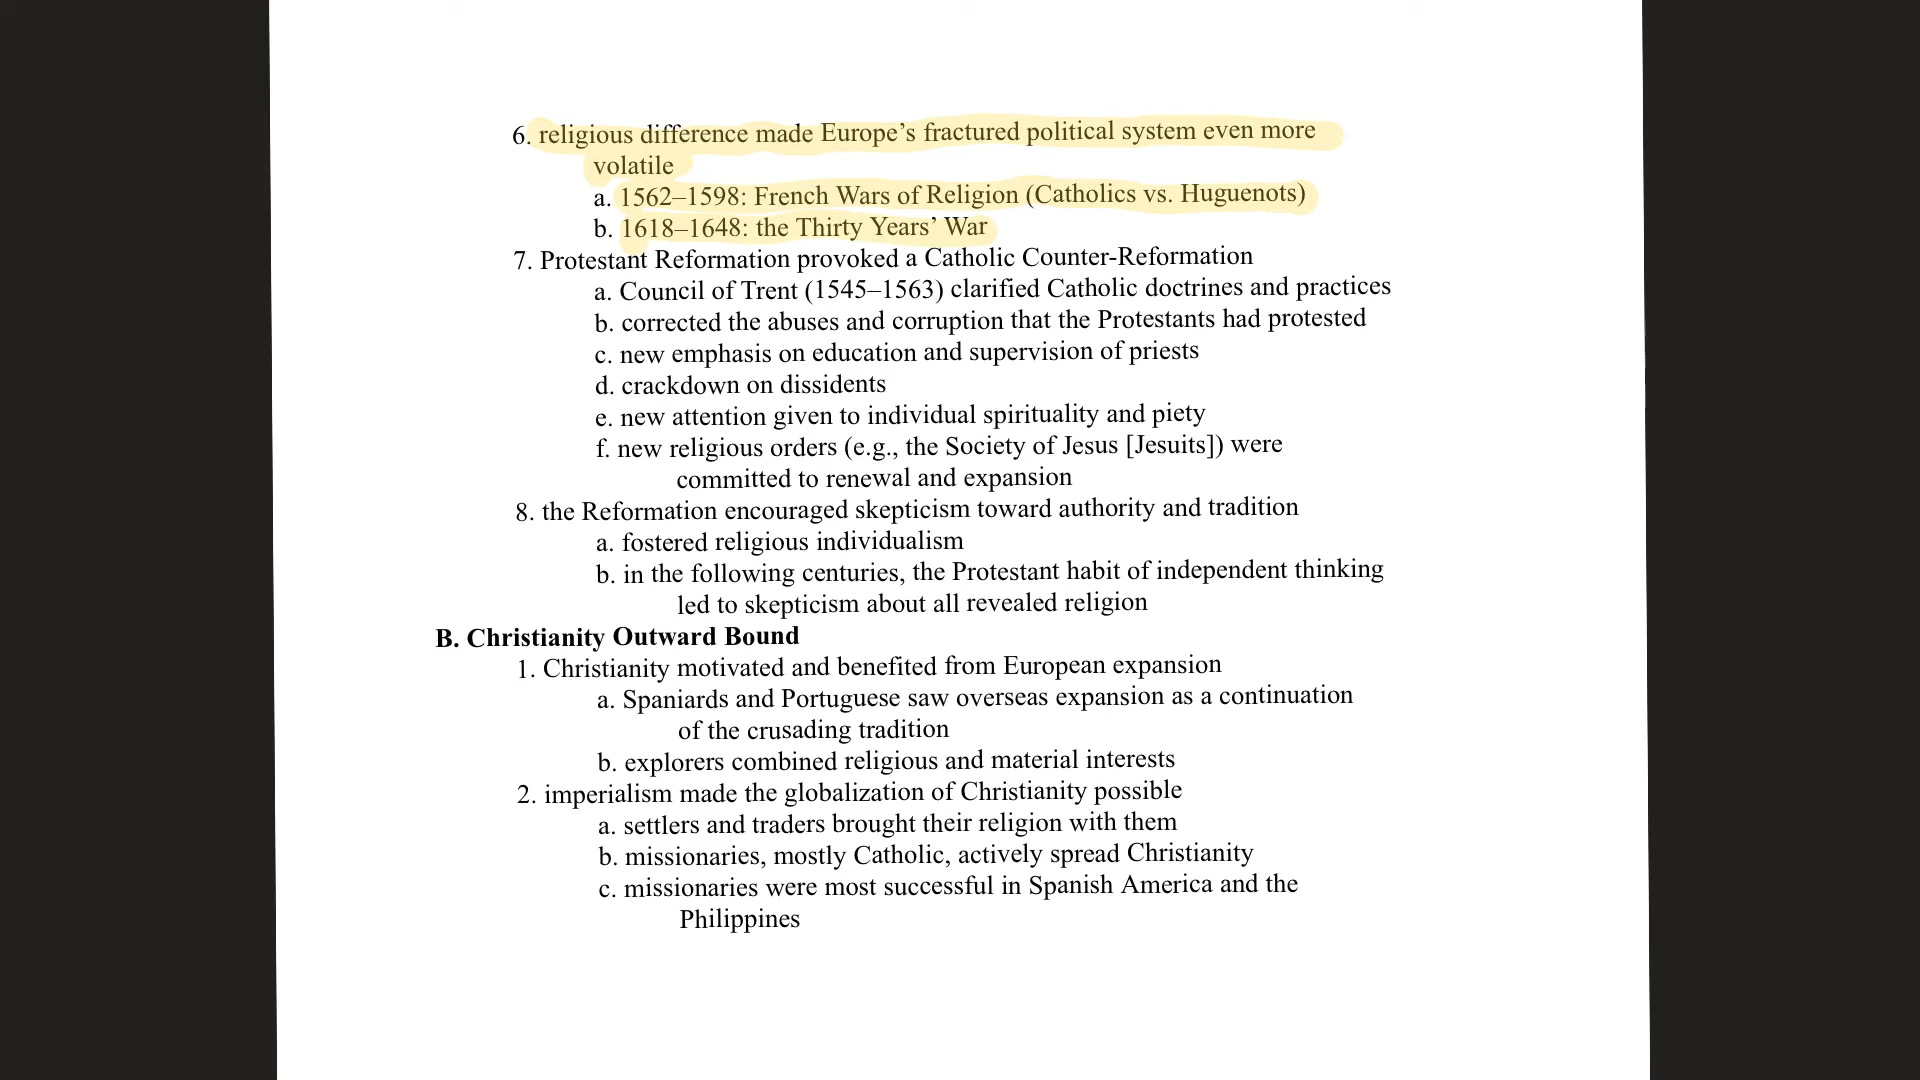 6. religious difference made Europe’s fractured political system even more
volatile
a. 1562–1598: French Wars of Religion (Catholics vs. Huguenots)
b. 1618–1648: the Thirty Years’ War
7. Protestant Reformation provoked a Catholic Counter-Reformation
a. Council of Trent (1545–1563) clarified Catholic doctrines and practices
b. corrected the abuses and corruption that the Protestants had protested
c. new emphasis on education and supervision of priests
d. crackdown on dissidents
e. new attention given to individual spirituality and piety
f. new religious orders (e.g., the Society of Jesus [Jesuits]) were
committed to renewal and expansion
8. the Reformation encouraged skepticism toward authority and tradition
a. fostered religious individualism
b. in the following centuries, the Protestant habit of independent thinking
led to skepticism about all revealed religion
B. Christianity Outward Bound
1. Christianity motivated and benefited from European expansion
a. Spaniards and Portuguese saw overseas expansion as a continuation
of the crusading tradition
b. explorers combined religious and material interests
2. imperialism made the globalization of Christianity possible
a. settlers and traders brought their religion with them
b. missionaries, mostly Catholic, actively spread Christianity
c. missionaries were most successful in Spanish America and the
Philippines